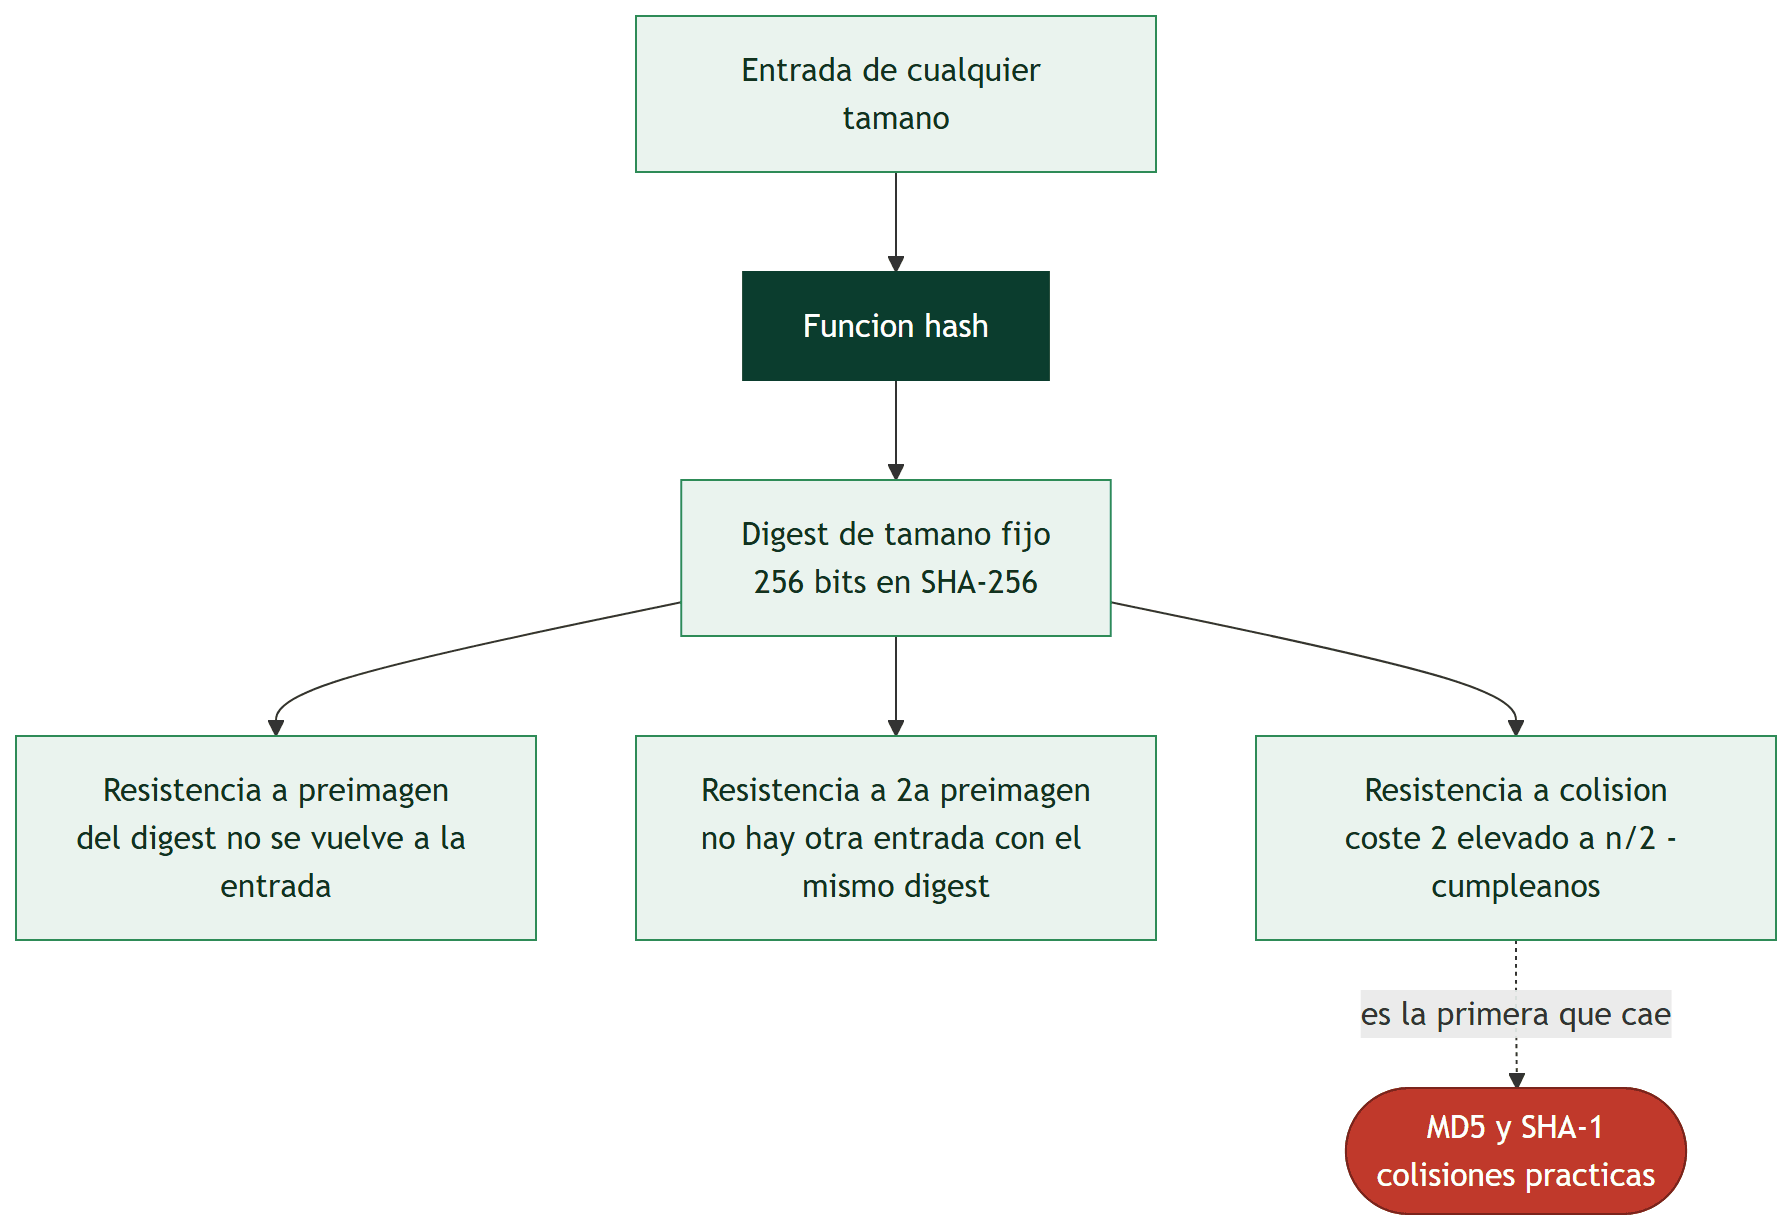 Entrada de cualquier
tamano
Funcion hash
Digest de tamano fijo
256 bits en SHA-256
Resistencia a preimagen
del digest no se vuelve a la
entrada
Resistencia a 2a preimagen
no hay otra entrada con el
mismo digest
Resistencia a colision
coste 2 elevado a n/2 -
cumpleanos
es la primera que cae
MD5 y SHA-1
colisiones practicas